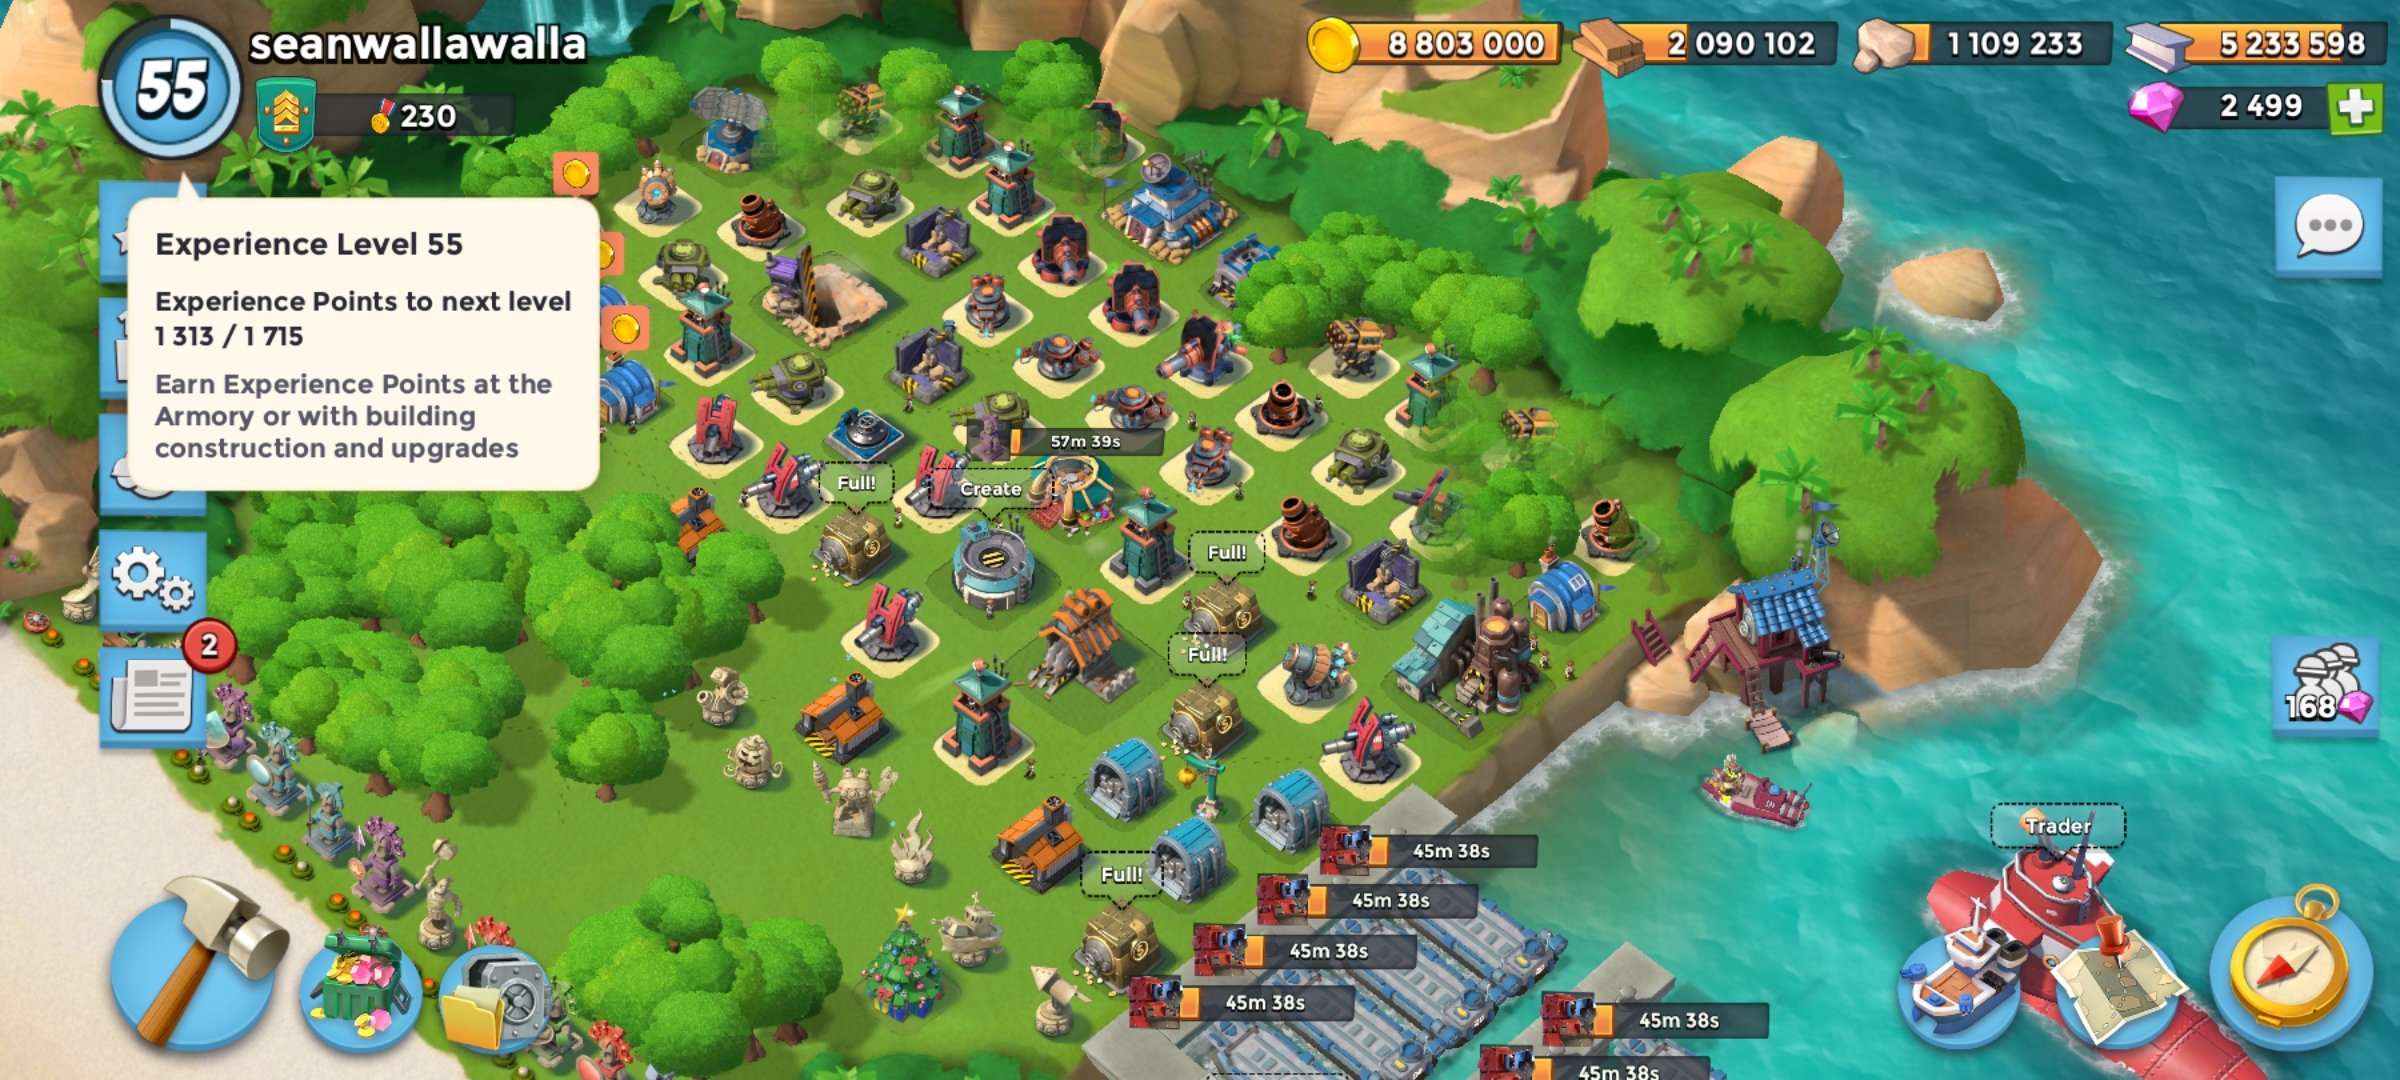 55
seanwallawalla
230
8 803 000
2 090 102
1 109 233
5 233 598
2 499
Experience Level 55
Experience Points to next level
1 313 / 1 715
Earn Experience Points at the
Armory or with building
construction and upgrades
57m 39s
Full!
Create
Full!
Full!
2
168
Trader
45m 38s
Full!
45m 38s
45m 38s
45m 38s
45m 38s
45m 38s